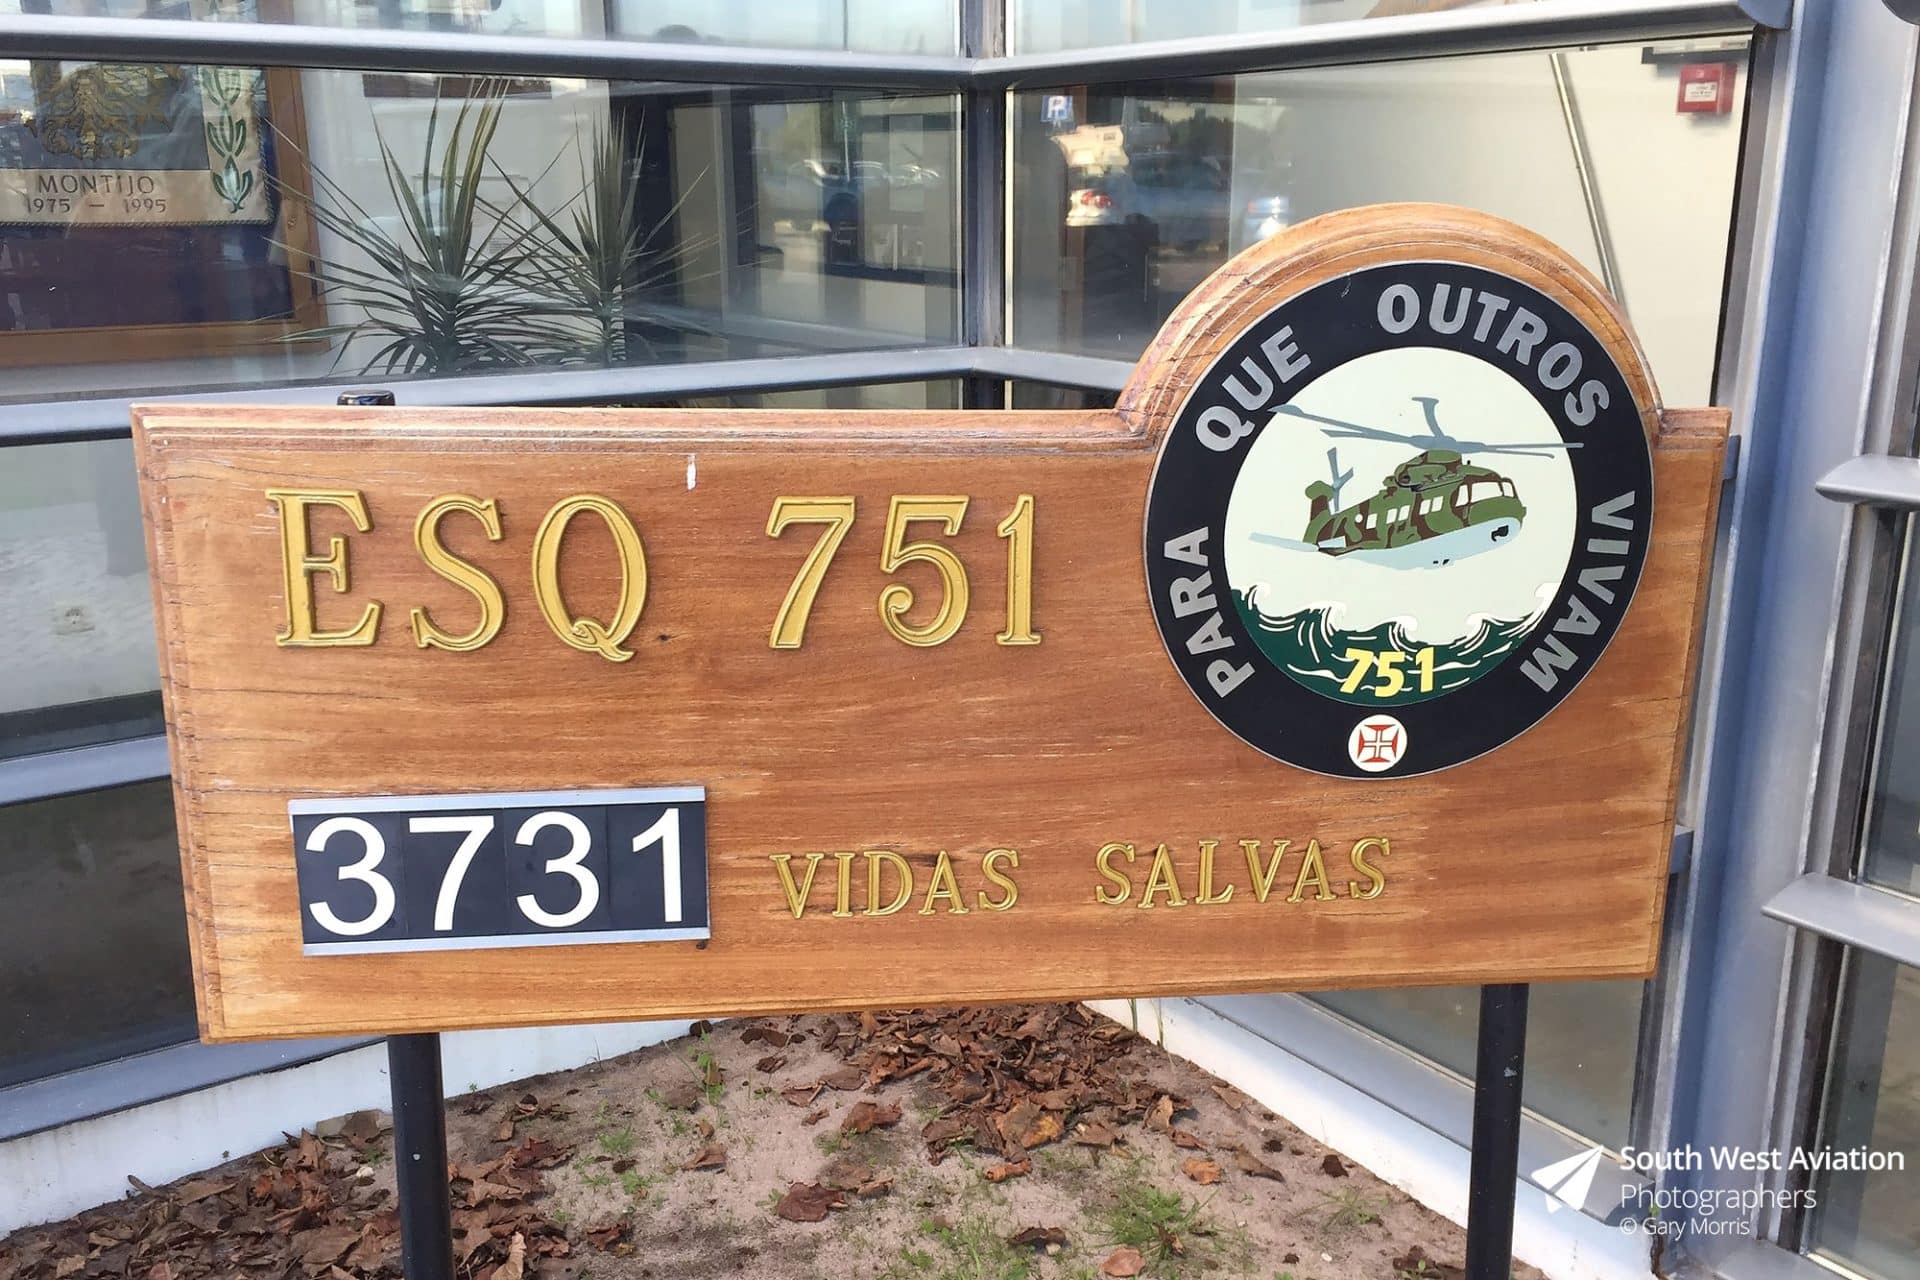 MONTIJO
1975 - 1995
ESQ 751
PARA QUE OUTROS VIVAM
751
3731 VIDAS SALVAS
South West Aviation
Photographers
© Gary Morris